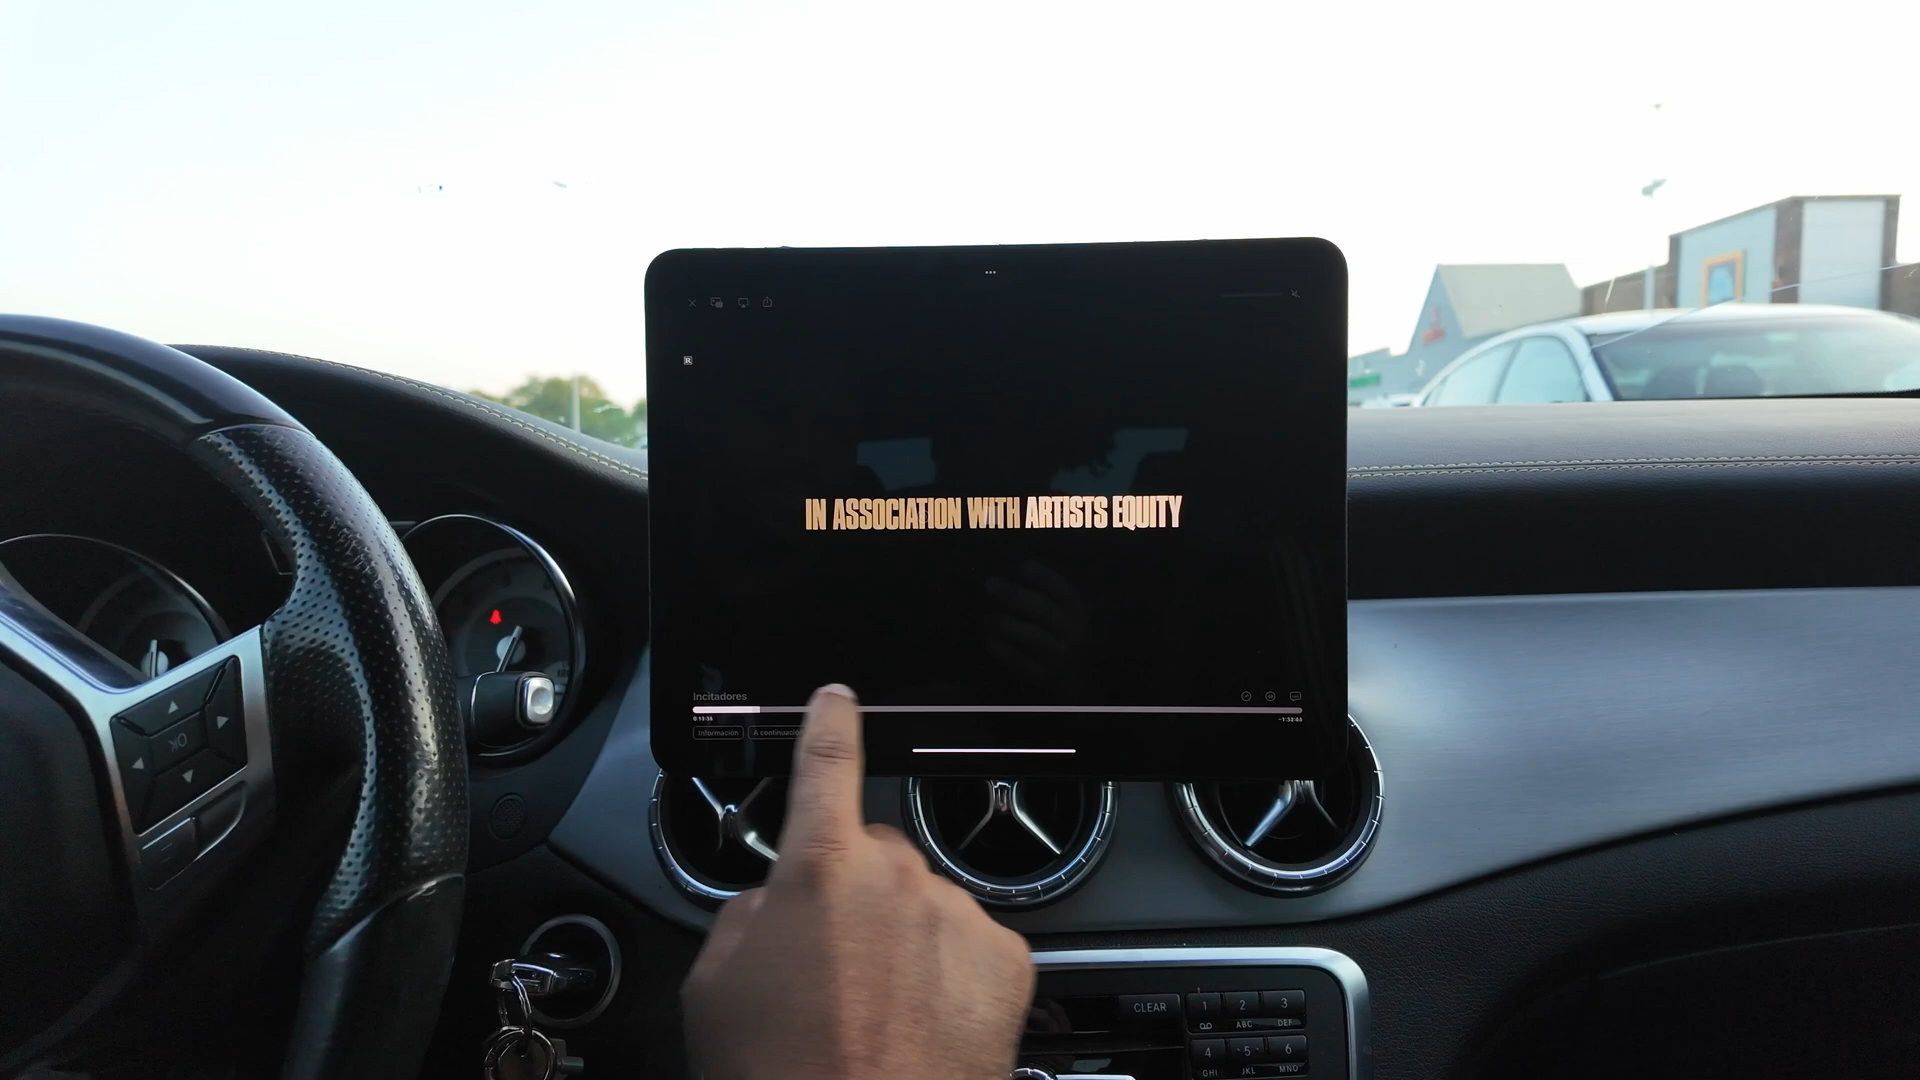 R
IN ASSOCIATION WITH ARTISTS EQUITY
Incitadores
Información
A continuación
OK
CLEAR
1
2
3
ABC
DEF
4
5
6
GHI
JKL
MNO